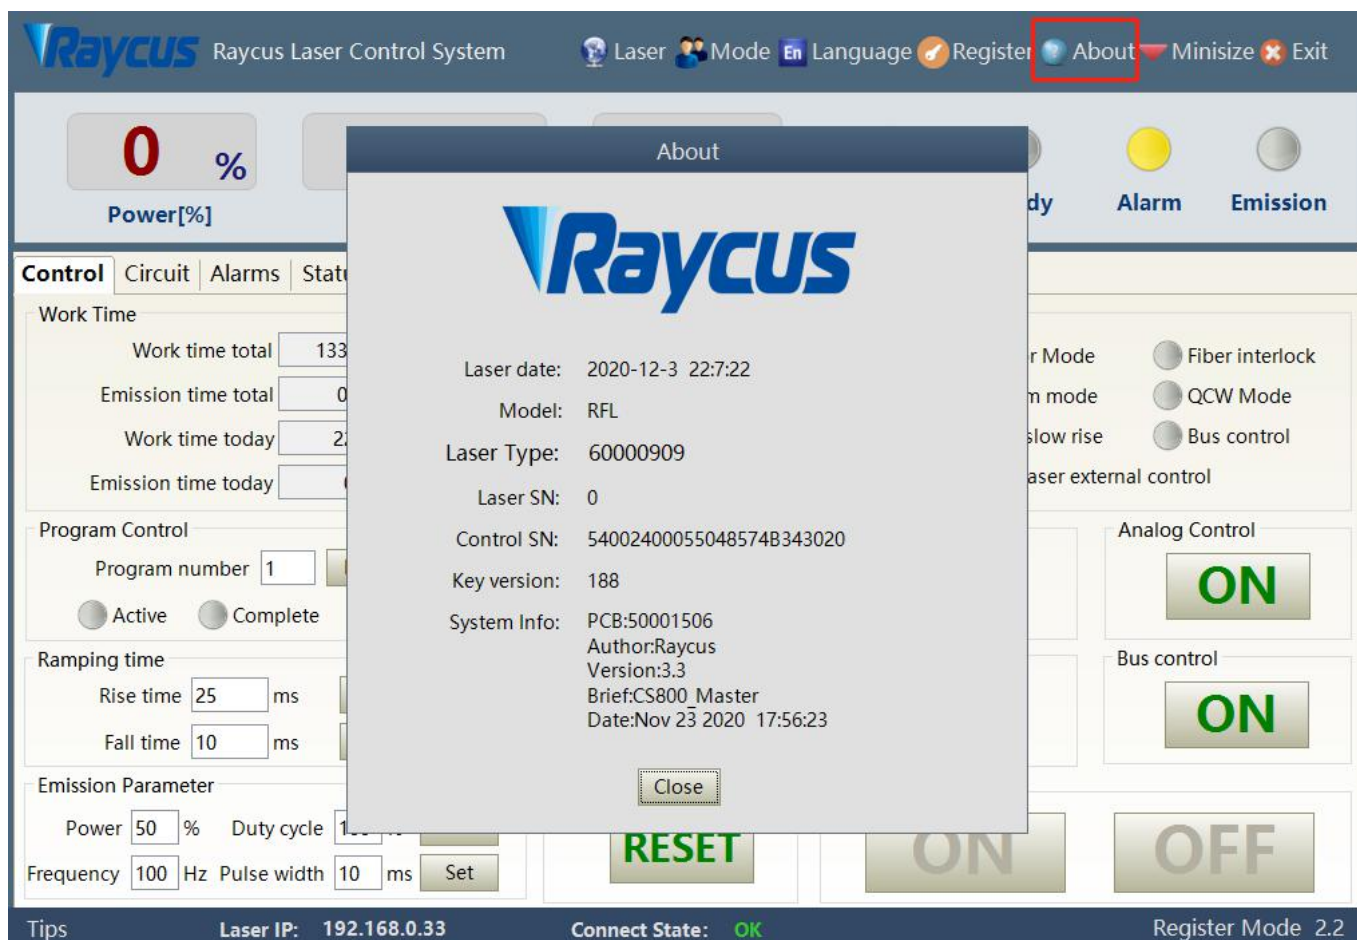 Raycus Raycus Laser Control System Laser Mode En Language Register About Minisize Exit
0 %
Power[%] Alarm Emission
About
Raycus
Control Circuit Alarms
Work Time
Work time total 133
Emission time total 0
Work time today
Emission time today
Laser date: 2020-12-3 22:7:22
Model: RFL
Laser Type: 60000909
Laser SN: 0
Control SN: 54002400055048574B343020
Key version: 188
System Info: PCB:50001506
Author:Raycus
Version:3.3
Brief:CS800_Master
Date:Nov 23 2020 17:56:23
Close
Mode Fiber interlock
mode QCW Mode
slow rise Bus control
external control
Program Control
Program number 1
Active Complete
Analog Control
ON
Ramping time
Rise time 25 ms
Fall time 10 ms
Bus control
ON
Emission Parameter
Power 50 % Duty cycle
Frequency 100 Hz Pulse width 10 ms Set
RESET ON OFF
Tips Laser IP: 192.168.0.33 Connect State: OK Register Mode 2.2